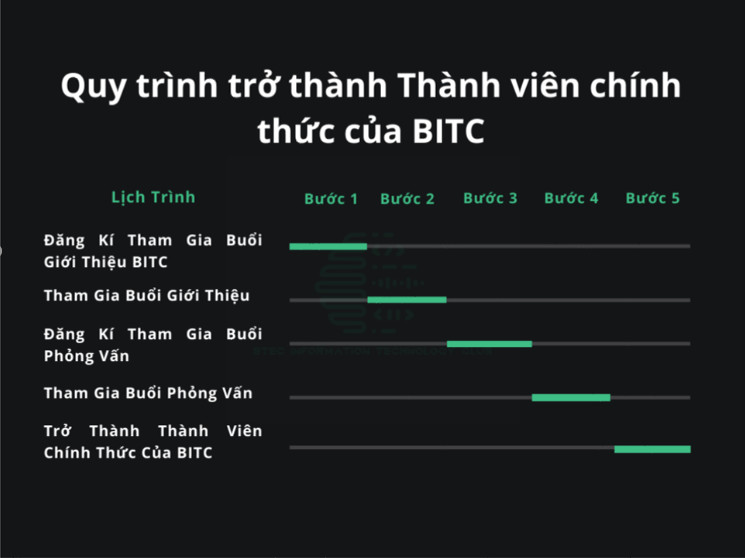 Quy trình trở thành Thành viên chính
thức của BITC
Lịch Trình
Bước 1 Bước 2 Bước 3 Bước 4 Bước 5
Đăng Kí Tham Gia Buổi
Giới Thiệu BITC
Tham Gia Buổi Giới Thiệu
Đăng Kí Tham Gia Buổi
Phỏng Vấn
Tham Gia Buổi Phỏng Vấn
Trở Thành Thành Viên
Chính Thức Của BITC